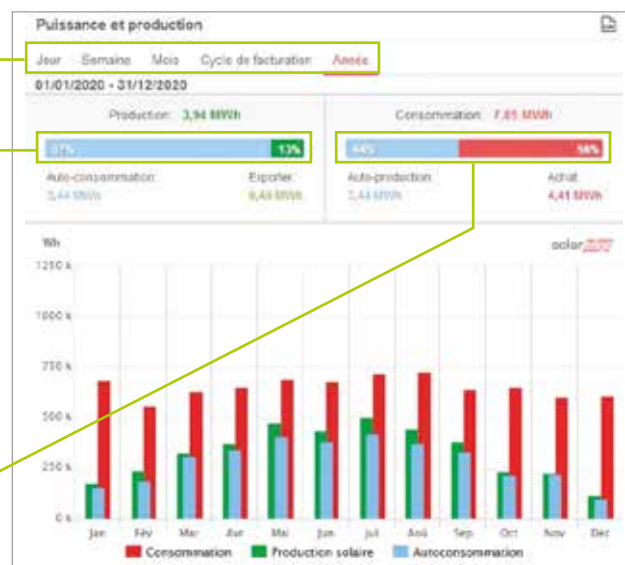 Puissance et production
Jour Semaine Mois Cycle de facturation Année
01/01/2020 - 31/12/2020
Production: 3,94 MWh Consommation: 7.85 MWh
87% 13% 44% 56%
Auto-consommation Exporter Auto-production Achat
3,44 MWh 0,49 MWh 3,44 MWh 4,41 MWh
Wh
solar
1250 k
1000 k
750 k
500 k
250 k
0 k
Jan Fév Mar Avr Mai Jun Jul Aoû Sep Oct Nov Déc
Consommation Production solaire Autoconsommation